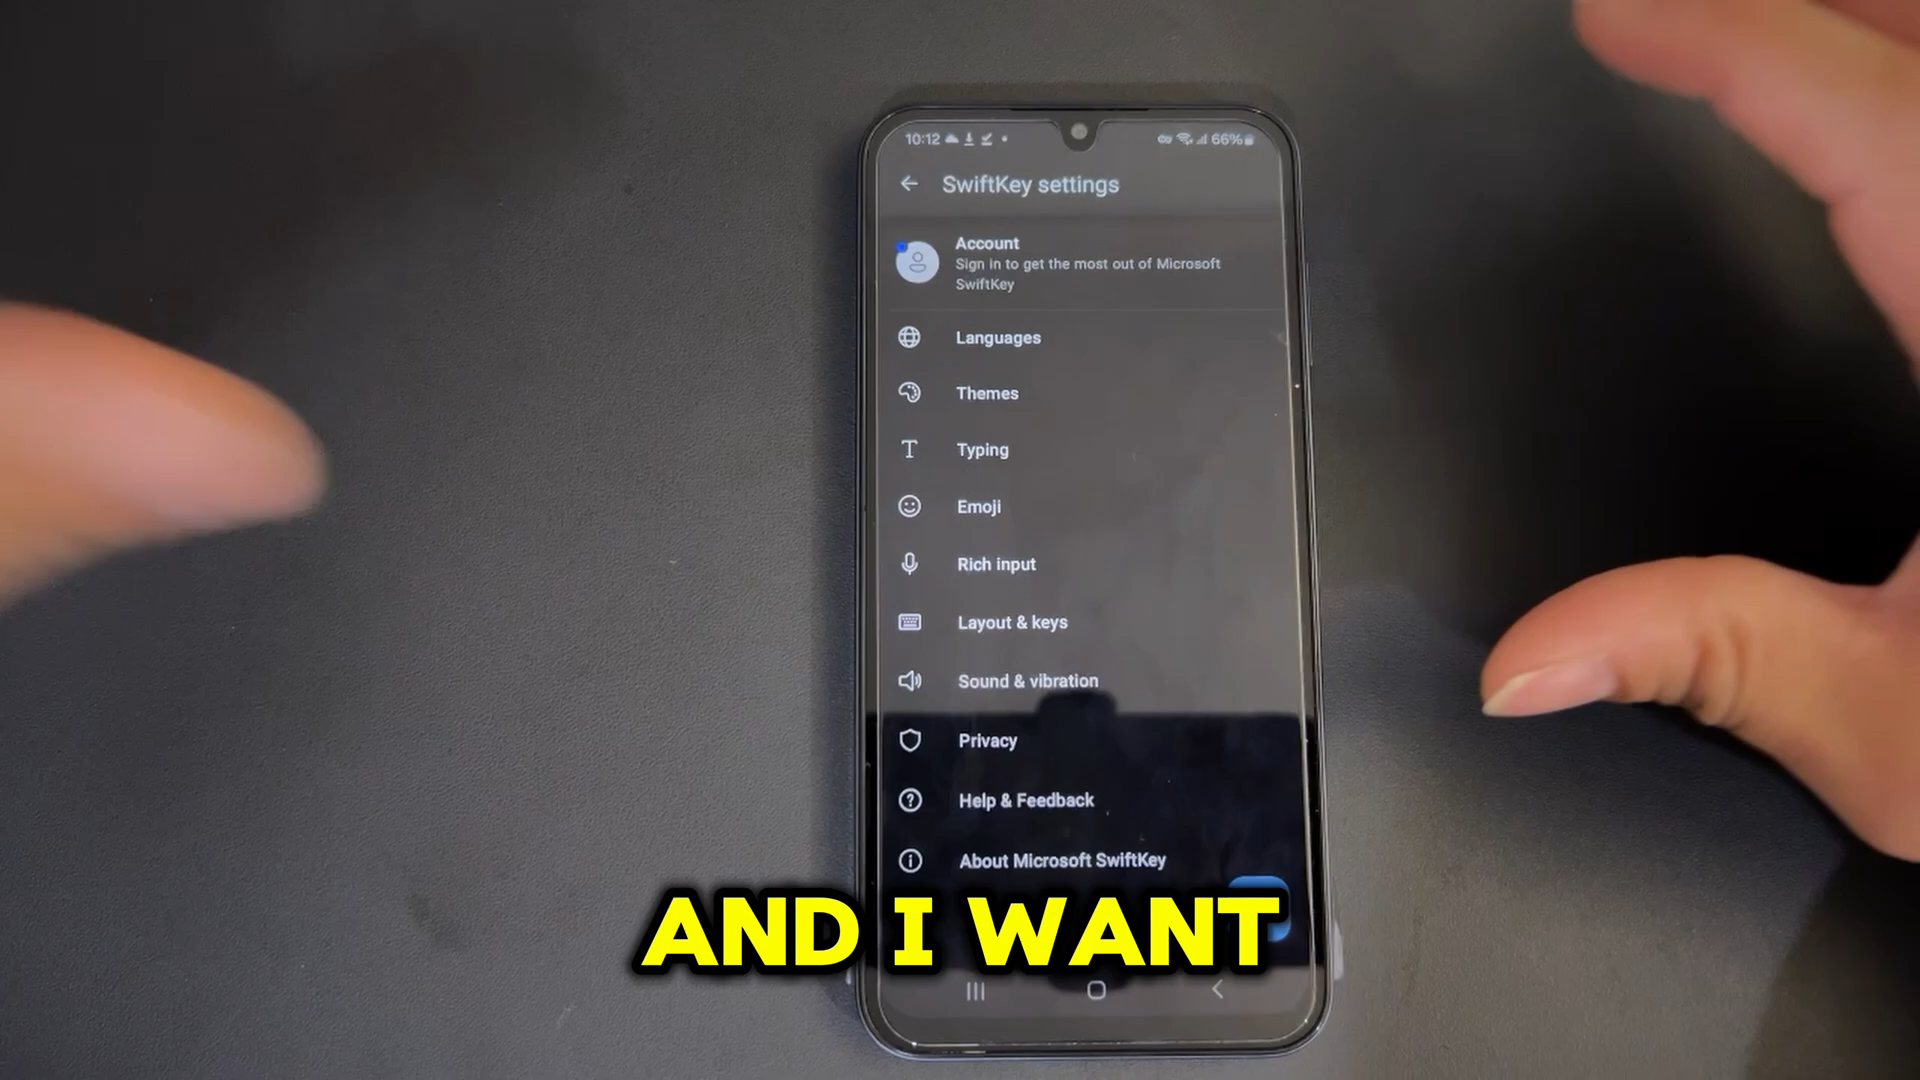 10:12
66%
SwiftKey settings
Account
Sign in to get the most out of Microsoft
SwiftKey
Languages
Themes
Typing
Emoji
Rich input
Layout & keys
Sound & vibration
Privacy
Help & Feedback
About Microsoft SwiftKey
AND I WANT